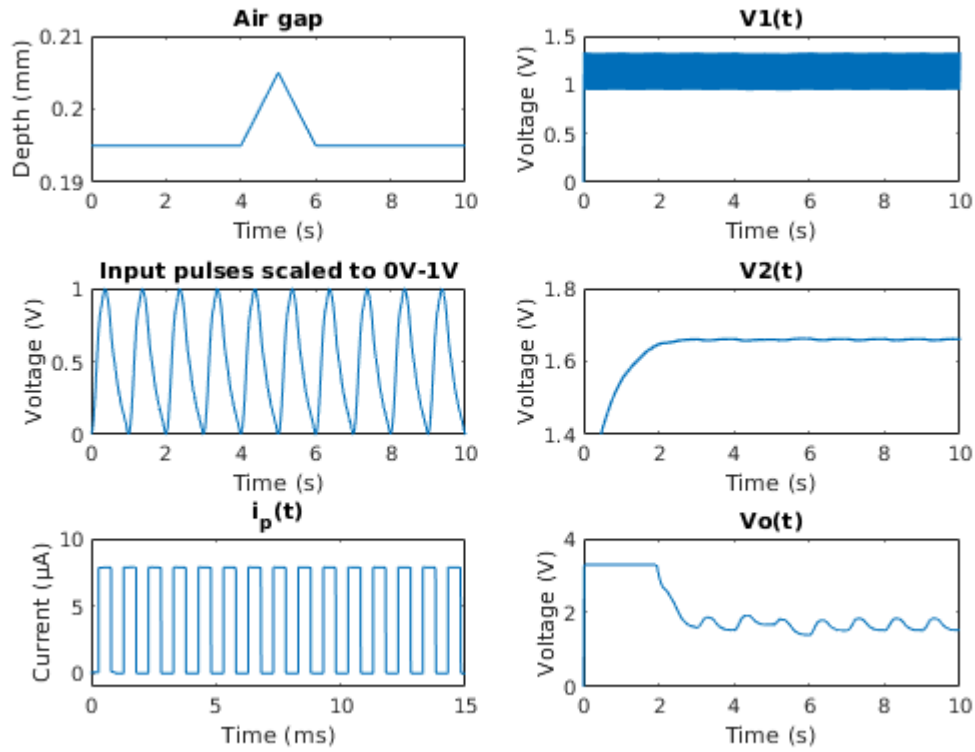 Air gap
0.21
0.2
0.19
Depth (mm)
0 2 4 6 8 10
Time (s)
V1(t)
1.5
1
0.5
0
Voltage (V)
0 2 4 6 8 10
Time (s)
Input pulses scaled to 0V-1V
1
0.5
0
Voltage (V)
0 2 4 6 8 10
Time (s)
V2(t)
1.8
1.6
1.4
Voltage (V)
0 2 4 6 8 10
Time (s)
i_p(t)
10
5
0
Current (μA)
0 5 10 15
Time (ms)
Vo(t)
4
2
0
Voltage (V)
0 2 4 6 8 10
Time (s)